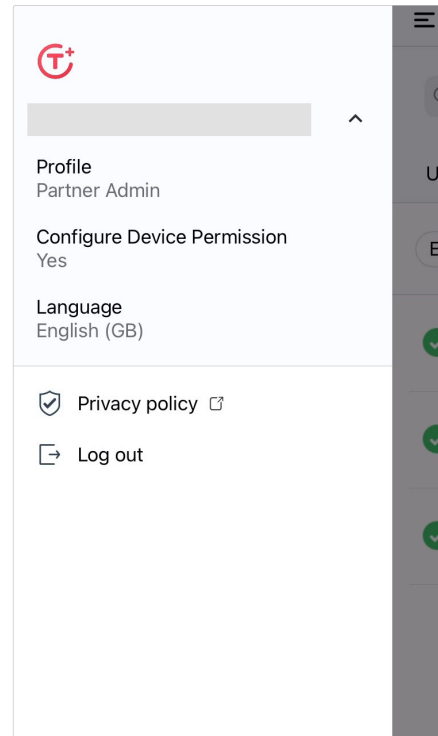 T+
Profile
Partner Admin
Configure Device Permission
Yes
Language
English (GB)
Privacy policy
Log out